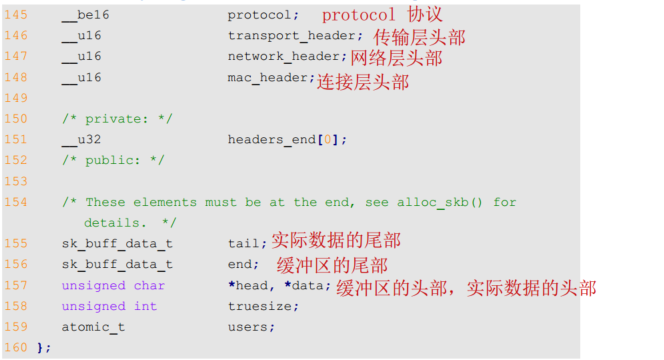 145 __be16 protocol; protocol 协议
146 __u16 transport_header; 传输层头部
147 __u16 network_header; 网络层头部
148 __u16 mac_header; 连接层头部
149
150 /* private: */
151 __u32 headers_end[0];
152 /* public: */
153
154 /* These elements must be at the end, see alloc_skb() for
details. */
155 sk_buff_data_t tail; 实际数据的尾部
156 sk_buff_data_t end; 缓冲区的尾部
157 unsigned char *head, *data; 缓冲区的头部，实际数据的头部
158 unsigned int truesize;
159 atomic_t users;
160 };